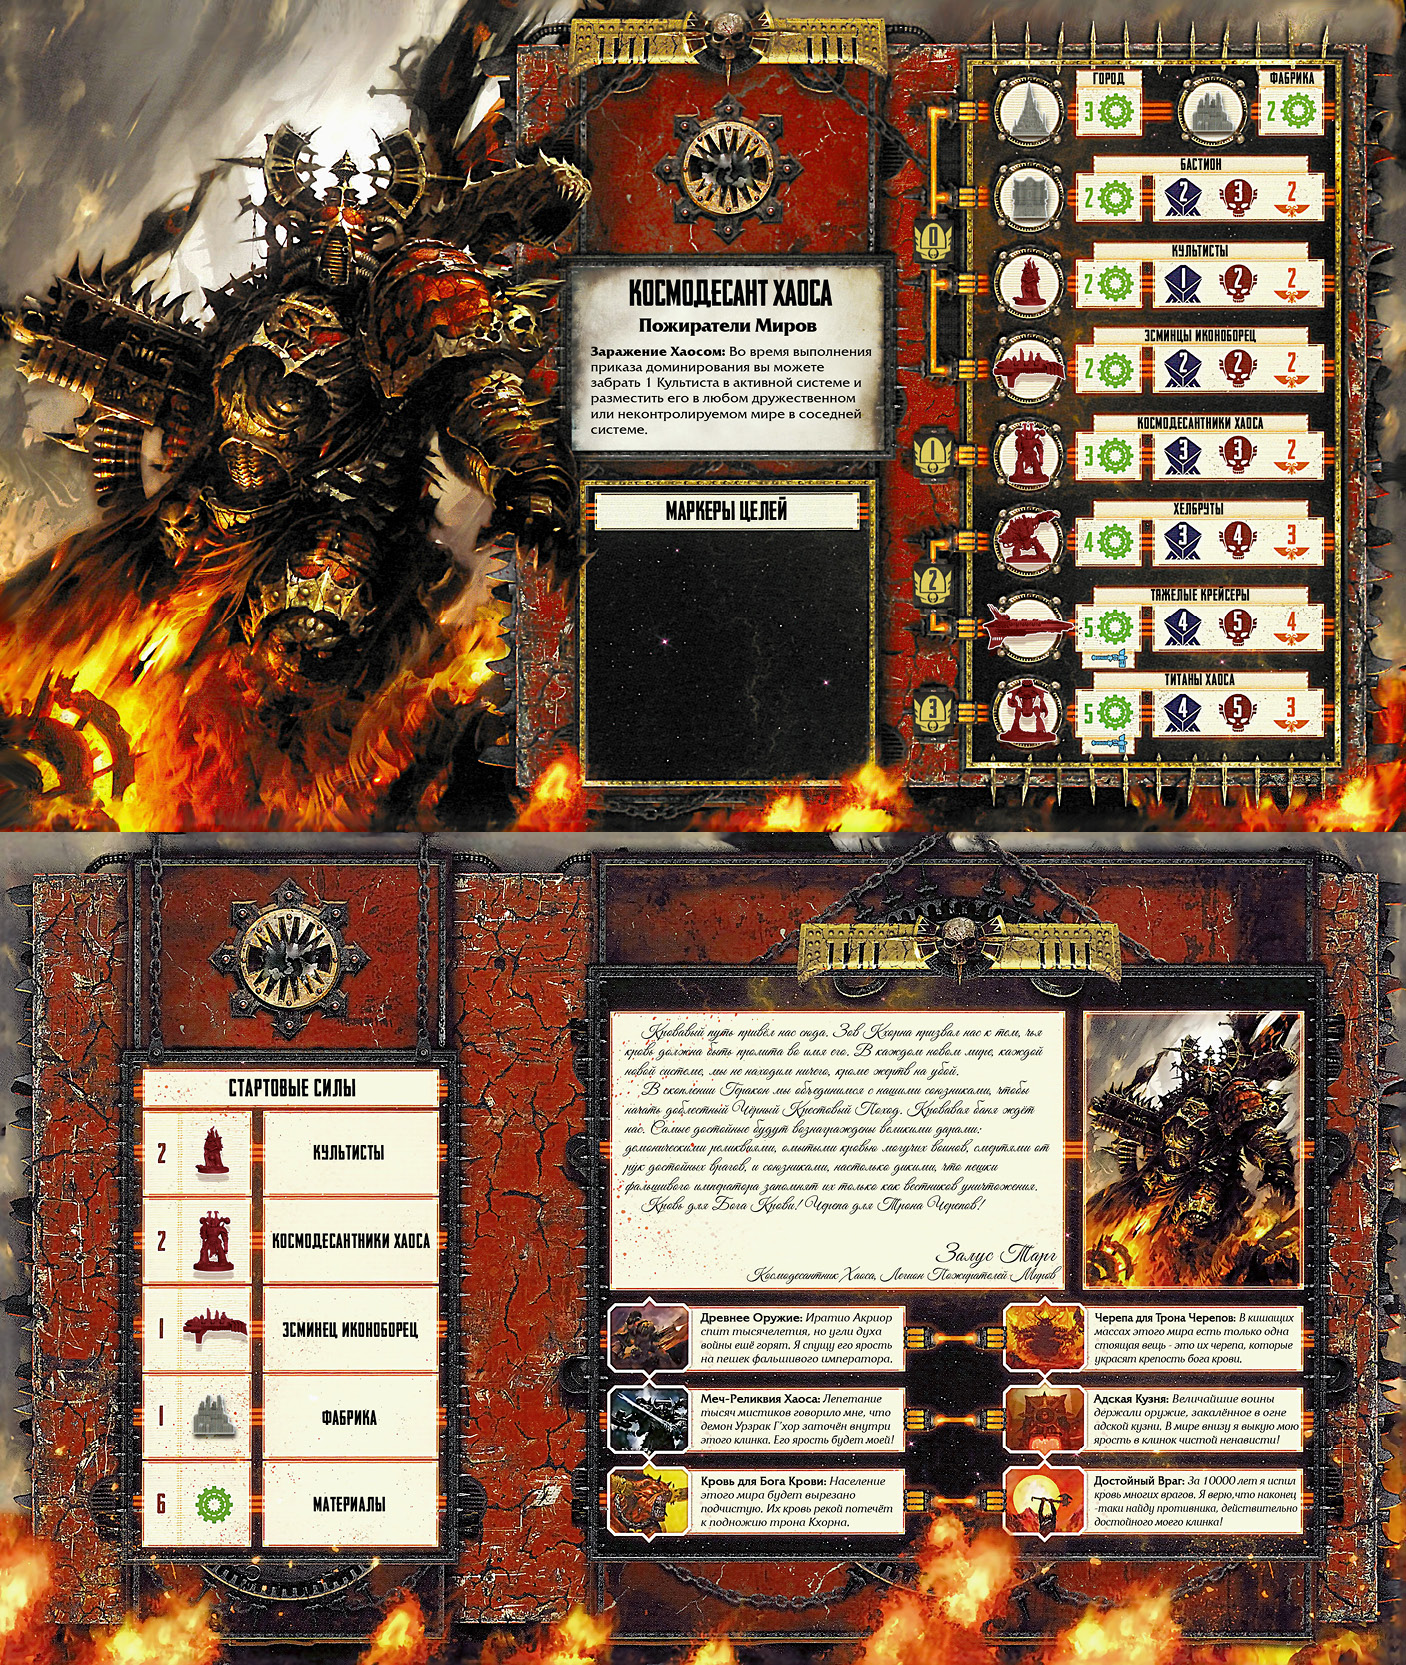 ГОРОД
ФАБРИКА
3
2
БАСТИОН
2
2
3
2
0
КУЛЬТИСТЫ
2
1
2
2
ЭСМИНЦЫ ИКОНОБОРЕЦ
2
2
2
2
КОСМОДЕСАНТНИКИ ХАОСА
1
3
3
3
2
ХЕЛБРУТЫ
4
3
4
3
2
ТЯЖЕЛЫЕ КРЕЙСЕРЫ
5
4
5
4
ТИТАНЫ ХАОСА
3
5
4
5
3
КОСМОДЕСАНТ ХАОСА
Пожиратели Миров
Заражение Хаосом: Во время выполнения
приказа доминирования вы можете
забрать 1 Культиста в активной системе и
разместить его в любом дружественном
или неконтролируемом мире в соседней
системе.
МАРКЕРЫ ЦЕЛЕЙ
СТАРТОВЫЕ СИЛЫ
2 КУЛЬТИСТЫ
2 КОСМОДЕСАНТНИКИ ХАОСА
1 ЭСМИНЕЦ ИКОНОБОРЕЦ
1 ФАБРИКА
6 МАТЕРИАЛЫ
Кровавый путь привёл нас сюда. Зов Кхорна призвал нас к тем, чья
кровь должна быть пролита во имя его. В каждом новом мире, каждой
новой системе, мы не находим ничего, кроме жертв на убой.
В скоплении Геракон мы объединимся с нашими союзниками, чтобы
начать доблестный Чёрный Крестовый Поход. Кровавая баня ждёт
нас. Самые достойные будут вознаграждены великими дарами:
демоническими реликвиями, омытыми кровью могучих воинов, смертями от
рук достойных врагов, и союзниками, настолько дикими, что пешки
фальшивого императора запомнят их только как вестников уничтожения.
Кровь для Бога Крови! Черепа для Трона Черепов!
Залус Тарг
Космодесантник Хаоса, Легион Пожирателей Миров
Древнее Оружие: Иратио Акриор
спит тысячелетия, но угли духа
войны ещё горят. Я спущу его ярость
на пешек фальшивого императора.
Черепа для Трона Черепов: В кишащих
массах этого мира есть только одна
стоящая вещь - это их черепа, которые
украсят крепость бога крови.
Меч-Реликвия Хаоса: Лепетание
тысяч мистиков говорило мне, что
демон Урзрак Г'хор заточён внутри
этого клинка. Его ярость будет моей!
Адская Кузня: Величайшие воины
держали оружие, закалённое в огне
адской кузни. В мире внизу я выкую мою
ярость в клинок чистой ненависти!
Кровь для Бога Крови: Население
этого мира будет вырезано
подчистую. Их кровь рекой потечёт
к подножию трона Кхорна.
Достойный Враг: За 10000 лет я испил
кровь многих врагов. Я верю,что наконец
-таки найду противника, действительно
достойного моего клинка!